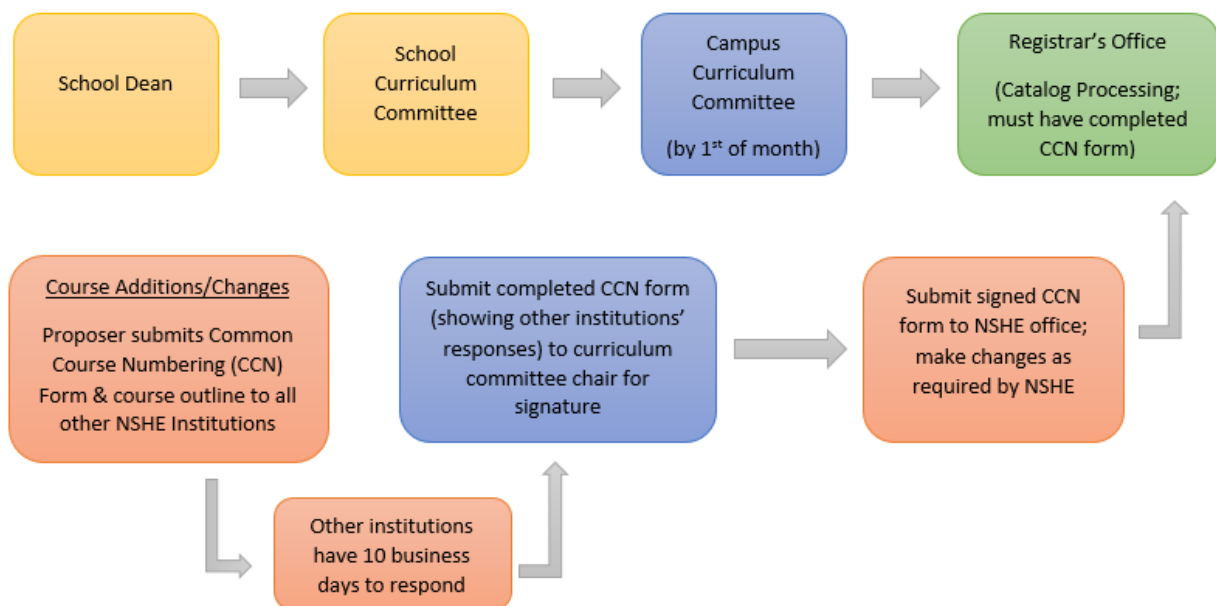 School Dean
School
Curriculum
Committee
Campus
Curriculum
Committee
(by 1st of month)
Registrar’s Office
(Catalog Processing;
must have completed
CCN form)
Course Additions/Changes
Proposer submits Common
Course Numbering (CCN)
Form & course outline to all
other NSHE Institutions
Other institutions
have 10 business
days to respond
Submit completed CCN form
(showing other institutions’
responses) to curriculum
committee chair for
signature
Submit signed CCN
form to NSHE office;
make changes as
required by NSHE